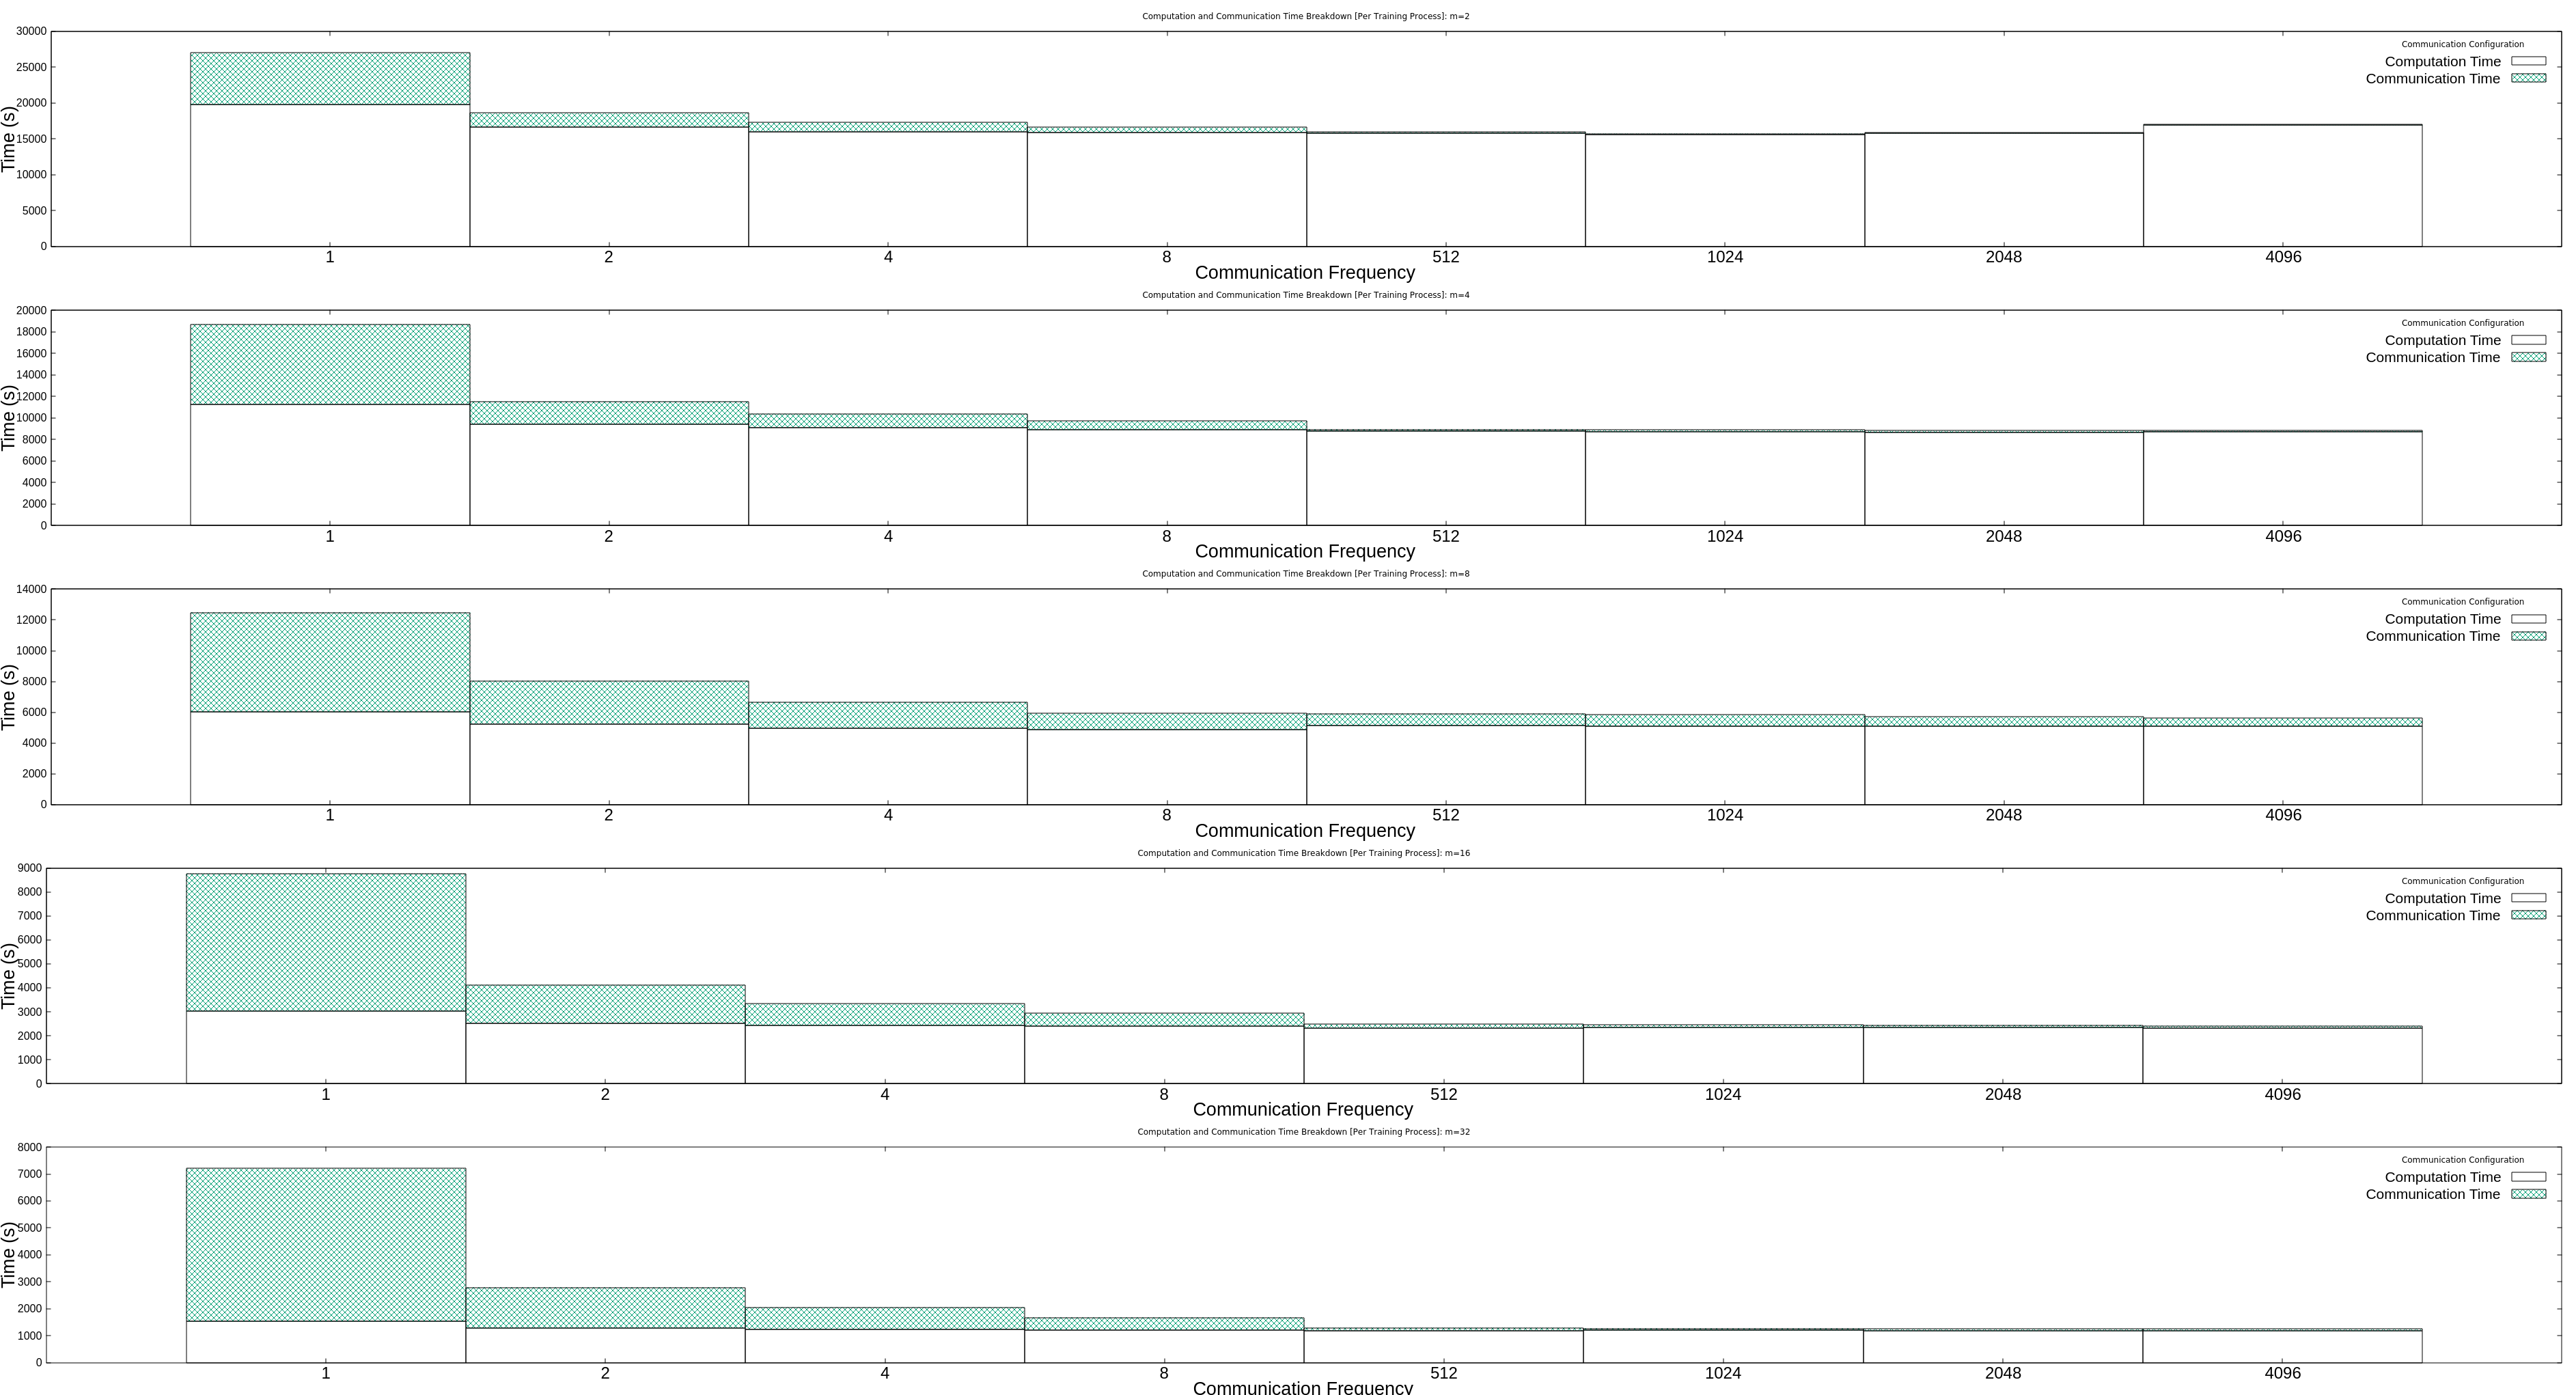 Computation and Communication Time Breakdown [Per Training Process]: m=2
30000
25000
20000
15000
10000
5000
0
Time (s)
Communication Configuration
Computation Time
Communication Time
1 2 4 8 512 1024 2048 4096
Communication Frequency
Computation and Communication Time Breakdown [Per Training Process]: m=4
20000
18000
16000
14000
12000
10000
8000
6000
4000
2000
0
Time (s)
Communication Configuration
Computation Time
Communication Time
1 2 4 8 512 1024 2048 4096
Communication Frequency
Computation and Communication Time Breakdown [Per Training Process]: m=8
14000
12000
10000
8000
6000
4000
2000
0
Time (s)
Communication Configuration
Computation Time
Communication Time
1 2 4 8 512 1024 2048 4096
Communication Frequency
Computation and Communication Time Breakdown [Per Training Process]: m=16
9000
8000
7000
6000
5000
4000
3000
2000
1000
0
Time (s)
Communication Configuration
Computation Time
Communication Time
1 2 4 8 512 1024 2048 4096
Communication Frequency
Computation and Communication Time Breakdown [Per Training Process]: m=32
8000
7000
6000
5000
4000
3000
2000
1000
0
Time (s)
Communication Configuration
Computation Time
Communication Time
1 2 4 8 512 1024 2048 4096
Communication Frequency